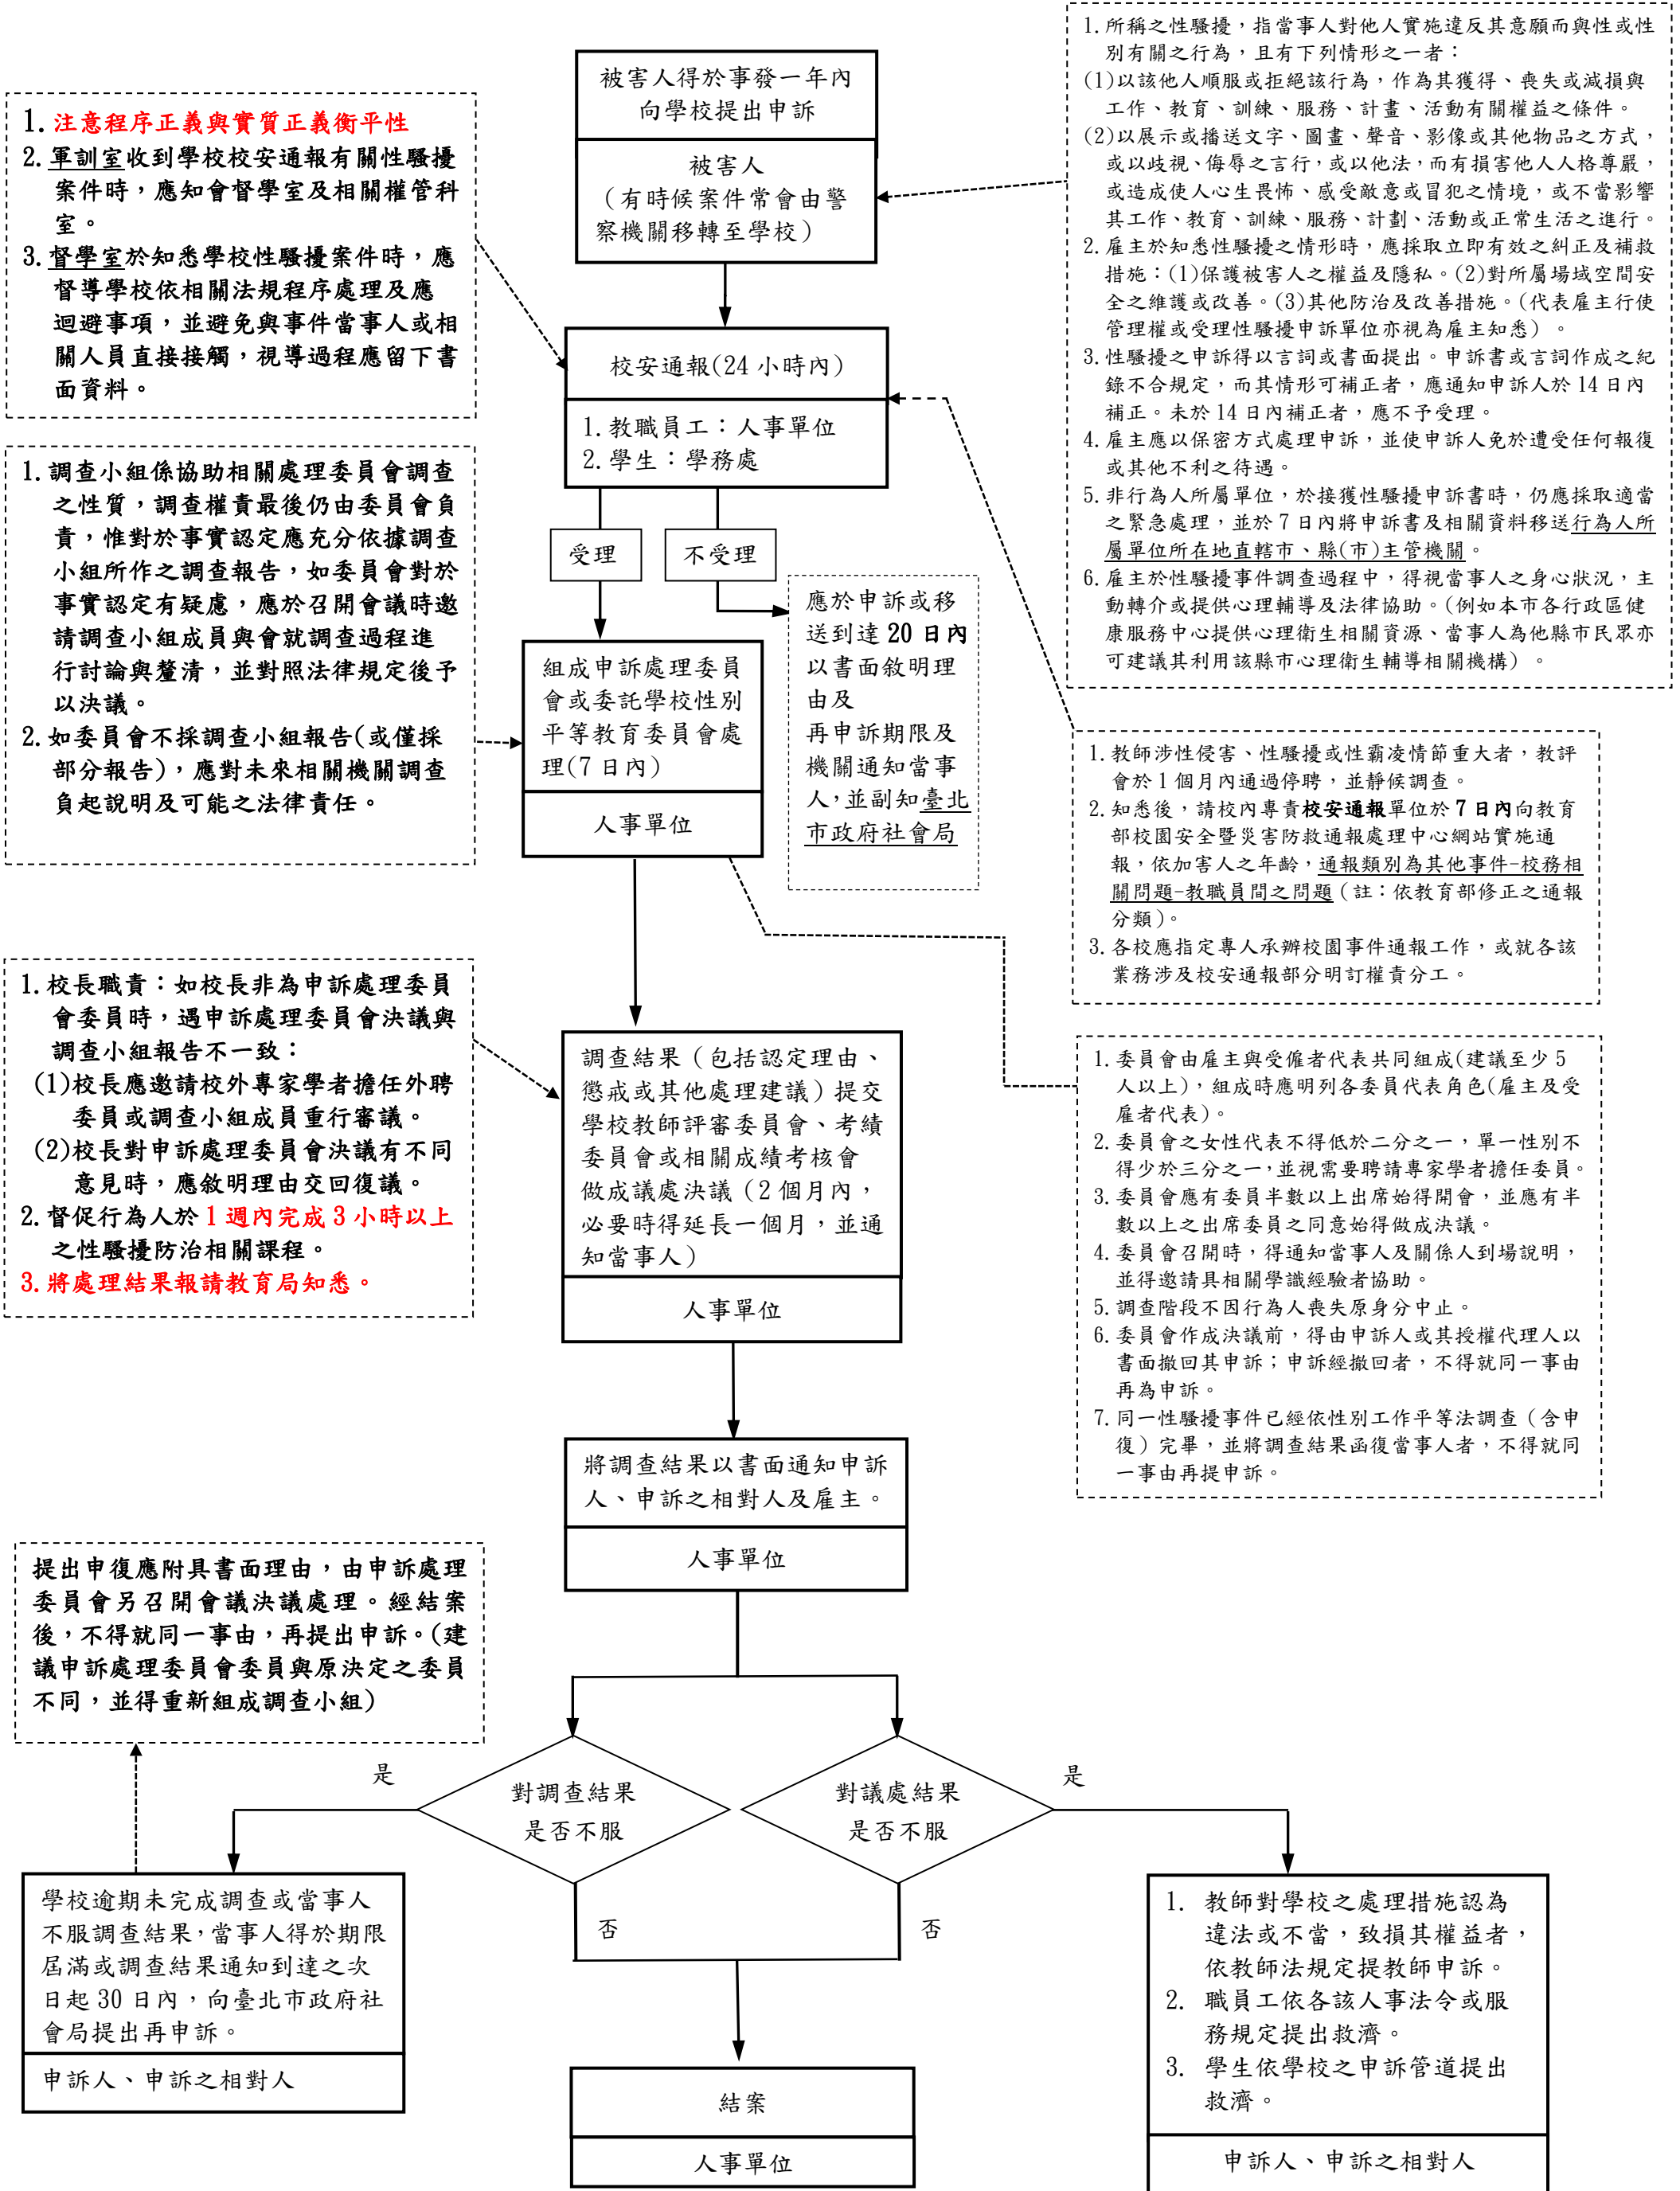 被害人得於事發一年內
向學校提出申訴
被害人
（有時候案件常會由警
察機關移轉至學校）
1.所稱之性騷擾，指當事人對他人實施違反其意願而與性或性
別有關之行為，且有下列情形之一者：
(1)以該他人順服或拒絕該行為，作為其獲得、喪失或減損與
工作、教育、訓練、服務、計畫、活動有關權益之條件。
(2)以展示或播送文字、圖畫、聲音、影像或其他物品之方式，
或以歧視、侮辱之言行，或以他法，而有損害他人人格尊嚴，
或造成使人心生畏怖、感受敵意或冒犯之情境，或不當影響
其工作、教育、訓練、服務、計劃、活動或正常生活之進行。
2.雇主於知悉性騷擾之情形時，應採取立即有效之糾正及補救
措施：(1)保護被害人之權益及隱私。(2)對所屬場域空間安
全之維護或改善。(3)其他防治及改善措施。(代表雇主行使
管理權或受理性騷擾申訴單位亦視為雇主知悉）。
3.性騷擾之申訴得以言詞或書面提出。申訴書或言詞作成之紀
錄不合規定，而其情形可補正者，應通知申訴人於 14 日內
補正。未於 14 日內補正者，應不予受理。
4.雇主應以保密方式處理申訴，並使申訴人免於遭受任何報復
或其他不利之待遇。
5.非行為人所屬單位，於接獲性騷擾申訴書時，仍應採取適當
之緊急處理，並於 7 日內將申訴書及相關資料移送行為人所
屬單位所在地直轄市、縣(市)主管機關。
6.雇主於性騷擾事件調查過程中，得視當事人之身心狀況，主
動轉介或提供心理輔導及法律協助。(例如本市各行政區健
康服務中心提供心理衛生相關資源、當事人為他縣市民眾亦
可建議其利用該縣市心理衛生輔導相關機構）。
1.注意程序正義與實質正義衡平性
2.軍訓室收到學校校安通報有關性騷擾
案件時，應知會督學室及相關權管科
室。
3.督學室於知悉學校性騷擾案件時，應
督導學校依相關法規程序處理及應
迴避事項，並避免與事件當事人或相
關人員直接接觸，視導過程應留下書
面資料。
校安通報(24 小時內)
1.教職員工：人事單位
2.學生：學務處
受理
不受理
1.調查小組係協助相關處理委員會調查
之性質，調查權責最後仍由委員會負
責，惟對於事實認定應充分依據調查
小組所作之調查報告，如委員會對於
事實認定有疑慮，應於召開會議時邀
請調查小組成員與會就調查過程進
行討論與釐清，並對照法律規定後予
以決議。
2.如委員會不採調查小組報告(或僅採
部分報告)，應對未來相關機關調查
負起說明及可能之法律責任。
組成申訴處理委員
會或委託學校性別
平等教育委員會處
理(7 日內)
人事單位
應於申訴或移
送到達 20 日內
以書面敘明理
由及
再申訴期限及
機關通知當事
人，並副知臺北
市政府社會局
1.教師涉性侵害、性騷擾或性霸凌情節重大者，教評
會於 1 個月內通過停聘，並靜候調查。
2.知悉後，請校內專責校安通報單位於 7 日內向教育
部校園安全暨災害防救通報處理中心網站實施通
報，依加害人之年齡，通報類別為其他事件-校務相
關問題-教職員間之問題（註：依教育部修正之通報
分類）。
3.各校應指定專人承辦校園事件通報工作，或就各該
業務涉及校安通報部分明訂權責分工。
1.校長職責：如校長非為申訴處理委員
會委員時，遇申訴處理委員會決議與
調查小組報告不一致：
(1)校長應邀請校外專家學者擔任外聘
委員或調查小組成員重行審議。
(2)校長對申訴處理委員會決議有不同
意見時，應敘明理由交回復議。
2.督促行為人於 1 週內完成 3 小時以上
之性騷擾防治相關課程。
3.將處理結果報請教育局知悉。
調查結果（包括認定理由、
懲戒或其他處理建議）提交
學校教師評審委員會、考績
委員會或相關成績考核會
做成議處決議（2 個月內，
必要時得延長一個月，並通
知當事人）
人事單位
1.委員會由雇主與受僱者代表共同組成(建議至少 5
人以上)，組成時應明列各委員代表角色(雇主及受
雇者代表)。
2.委員會之女性代表不得低於二分之一，單一性別不
得少於三分之一，並視需要聘請專家學者擔任委員。
3.委員會應有委員半數以上出席始得開會，並應有半
數以上之出席委員之同意始得做成決議。
4.委員會召開時，得通知當事人及關係人到場說明，
並得邀請具相關學識經驗者協助。
5.調查階段不因行為人喪失原身分中止。
6.委員會作成決議前，得由申訴人或其授權代理人以
書面撤回其申訴；申訴經撤回者，不得就同一事由
再為申訴。
7.同一性騷擾事件已經依性別工作平等法調查（含申
復）完畢，並將調查結果函復當事人者，不得就同
一事由再提申訴。
將調查結果以書面通知申訴
人、申訴之相對人及雇主。
人事單位
提出申復應附具書面理由，由申訴處理
委員會另召開會議決議處理。經結案
後，不得就同一事由，再提出申訴。(建
議申訴處理委員會委員與原決定之委員
不同，並得重新組成調查小組)
是
對調查結果
是否不服
對議處結果
是否不服
是
否
否
學校逾期未完成調查或當事人
不服調查結果，當事人得於期限
屆滿或調查結果通知到達之次
日起 30 日內，向臺北市政府社
會局提出再申訴。
申訴人、申訴之相對人
結案
人事單位
1. 教師對學校之處理措施認為
違法或不當，致損其權益者，
依教師法規定提教師申訴。
2. 職員工依各該人事法令或服
務規定提出救濟。
3. 學生依學校之申訴管道提出
救濟。
申訴人、申訴之相對人